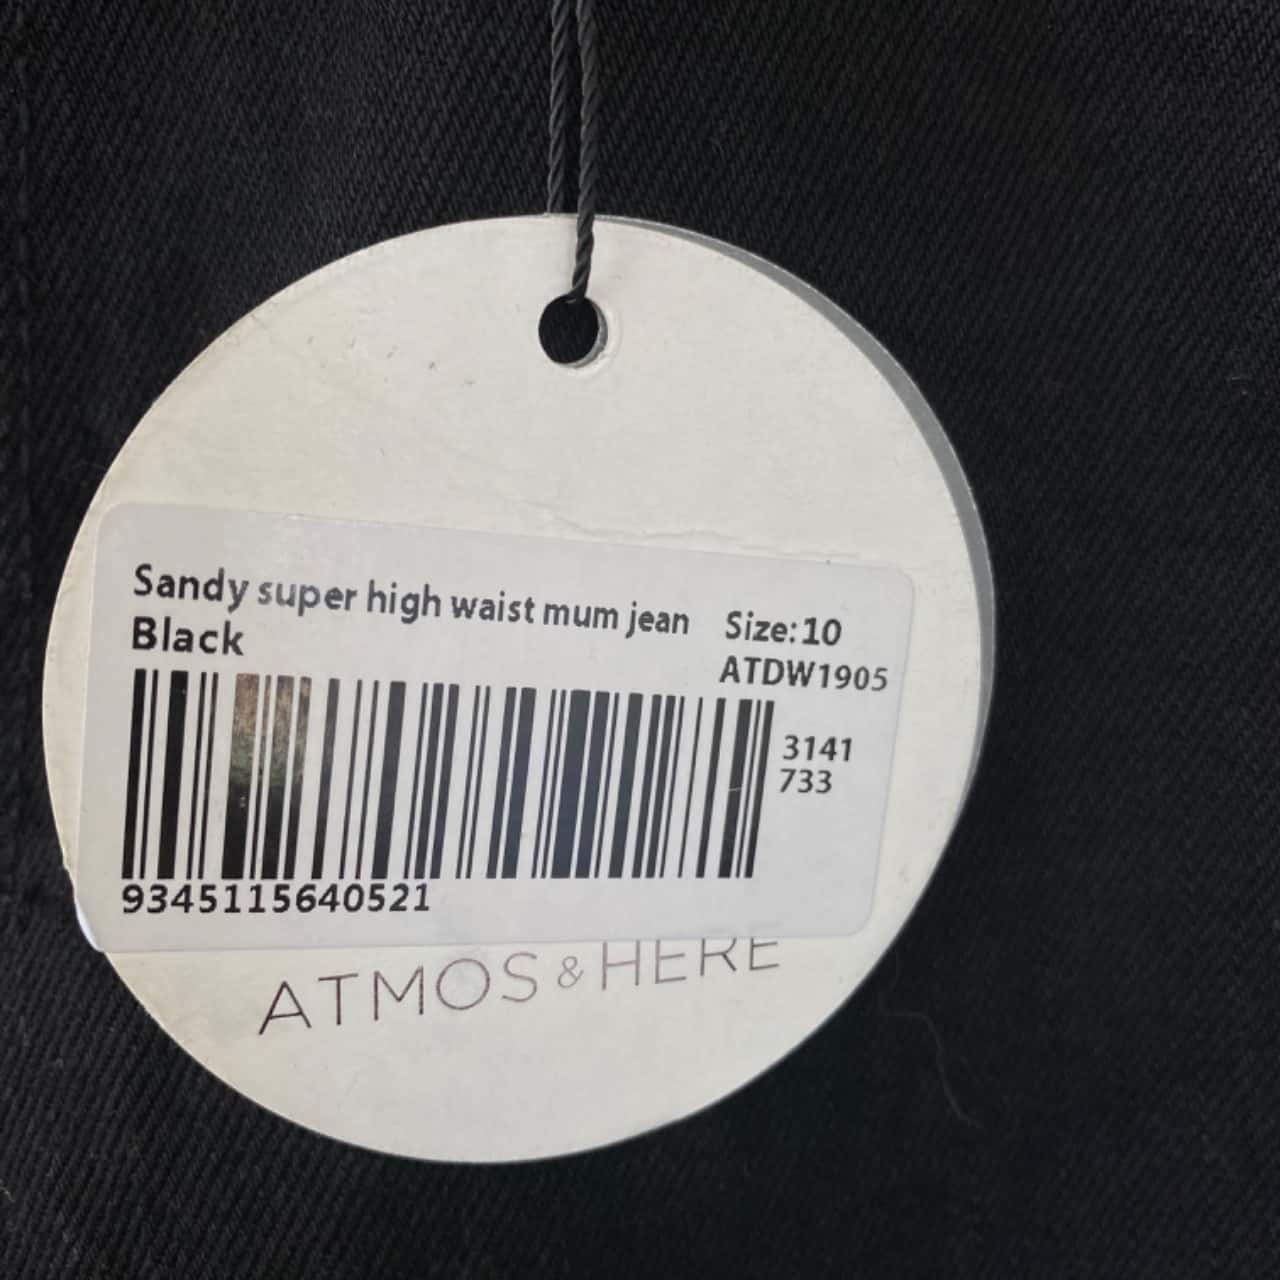 Sandy super high waist mum jean
Black
Size:10
ATDW1905
3141
733
9345115640521
ATMOS & HERE